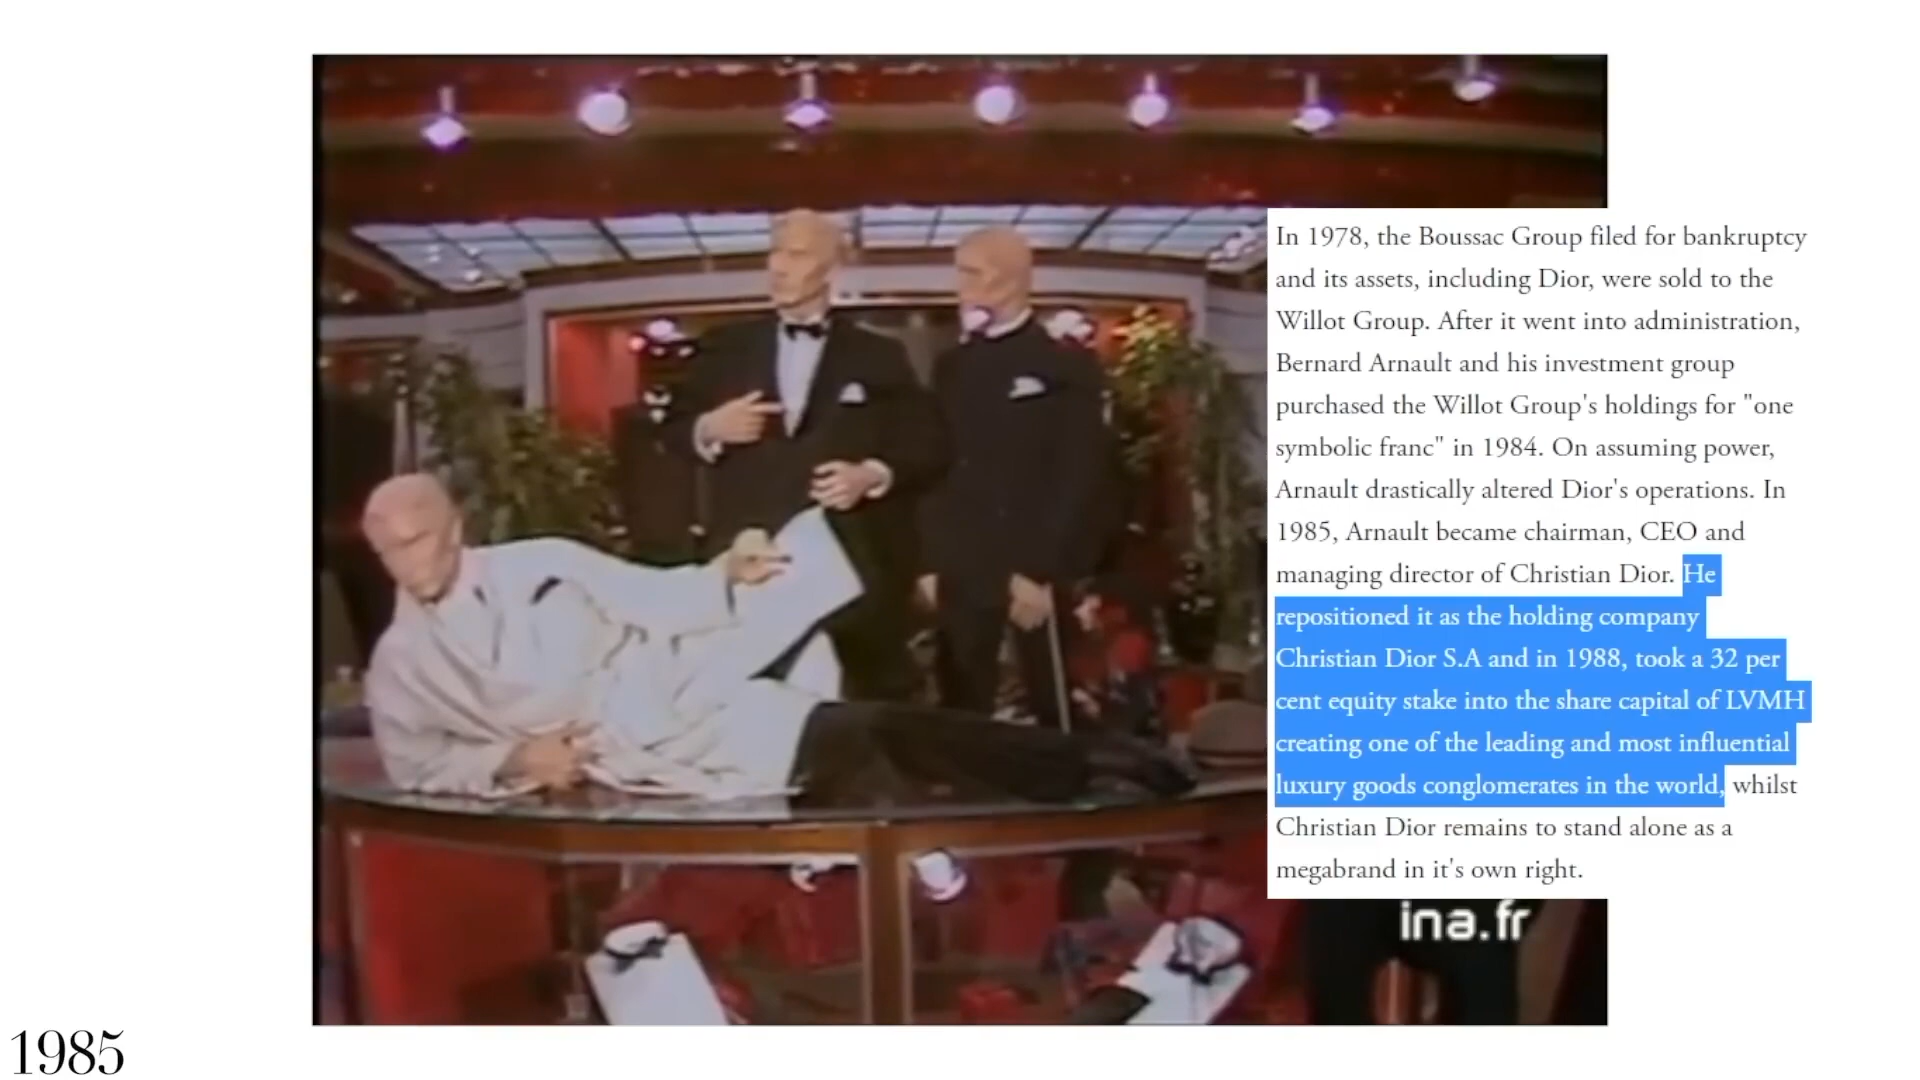 In 1978, the Boussac Group filed for bankruptcy
and its assets, including Dior, were sold to the
Willot Group. After it went into administration,
Bernard Arnault and his investment group
purchased the Willot Group's holdings for "one
symbolic franc" in 1984. On assuming power,
Arnault drastically altered Dior's operations. In
1985, Arnault became chairman, CEO and
managing director of Christian Dior. He
repositioned it as the holding company
Christian Dior S.A and in 1988, took a 32 per
cent equity stake into the share capital of LVMH
creating one of the leading and most influential
luxury goods conglomerates in the world, whilst
Christian Dior remains to stand alone as a
megabrand in it's own right.
ina.fr
1985